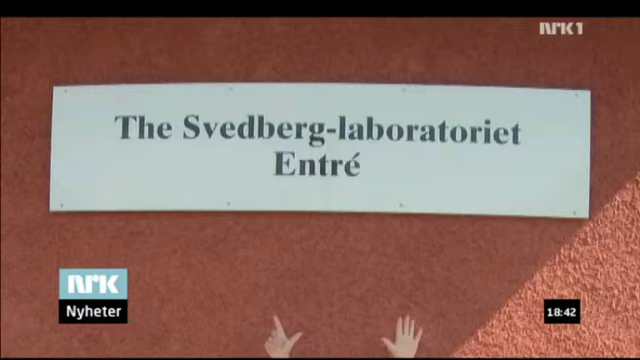 NRK1
The Svedberg-laboratoriet
Entré
NRK
Nyheter
18:42